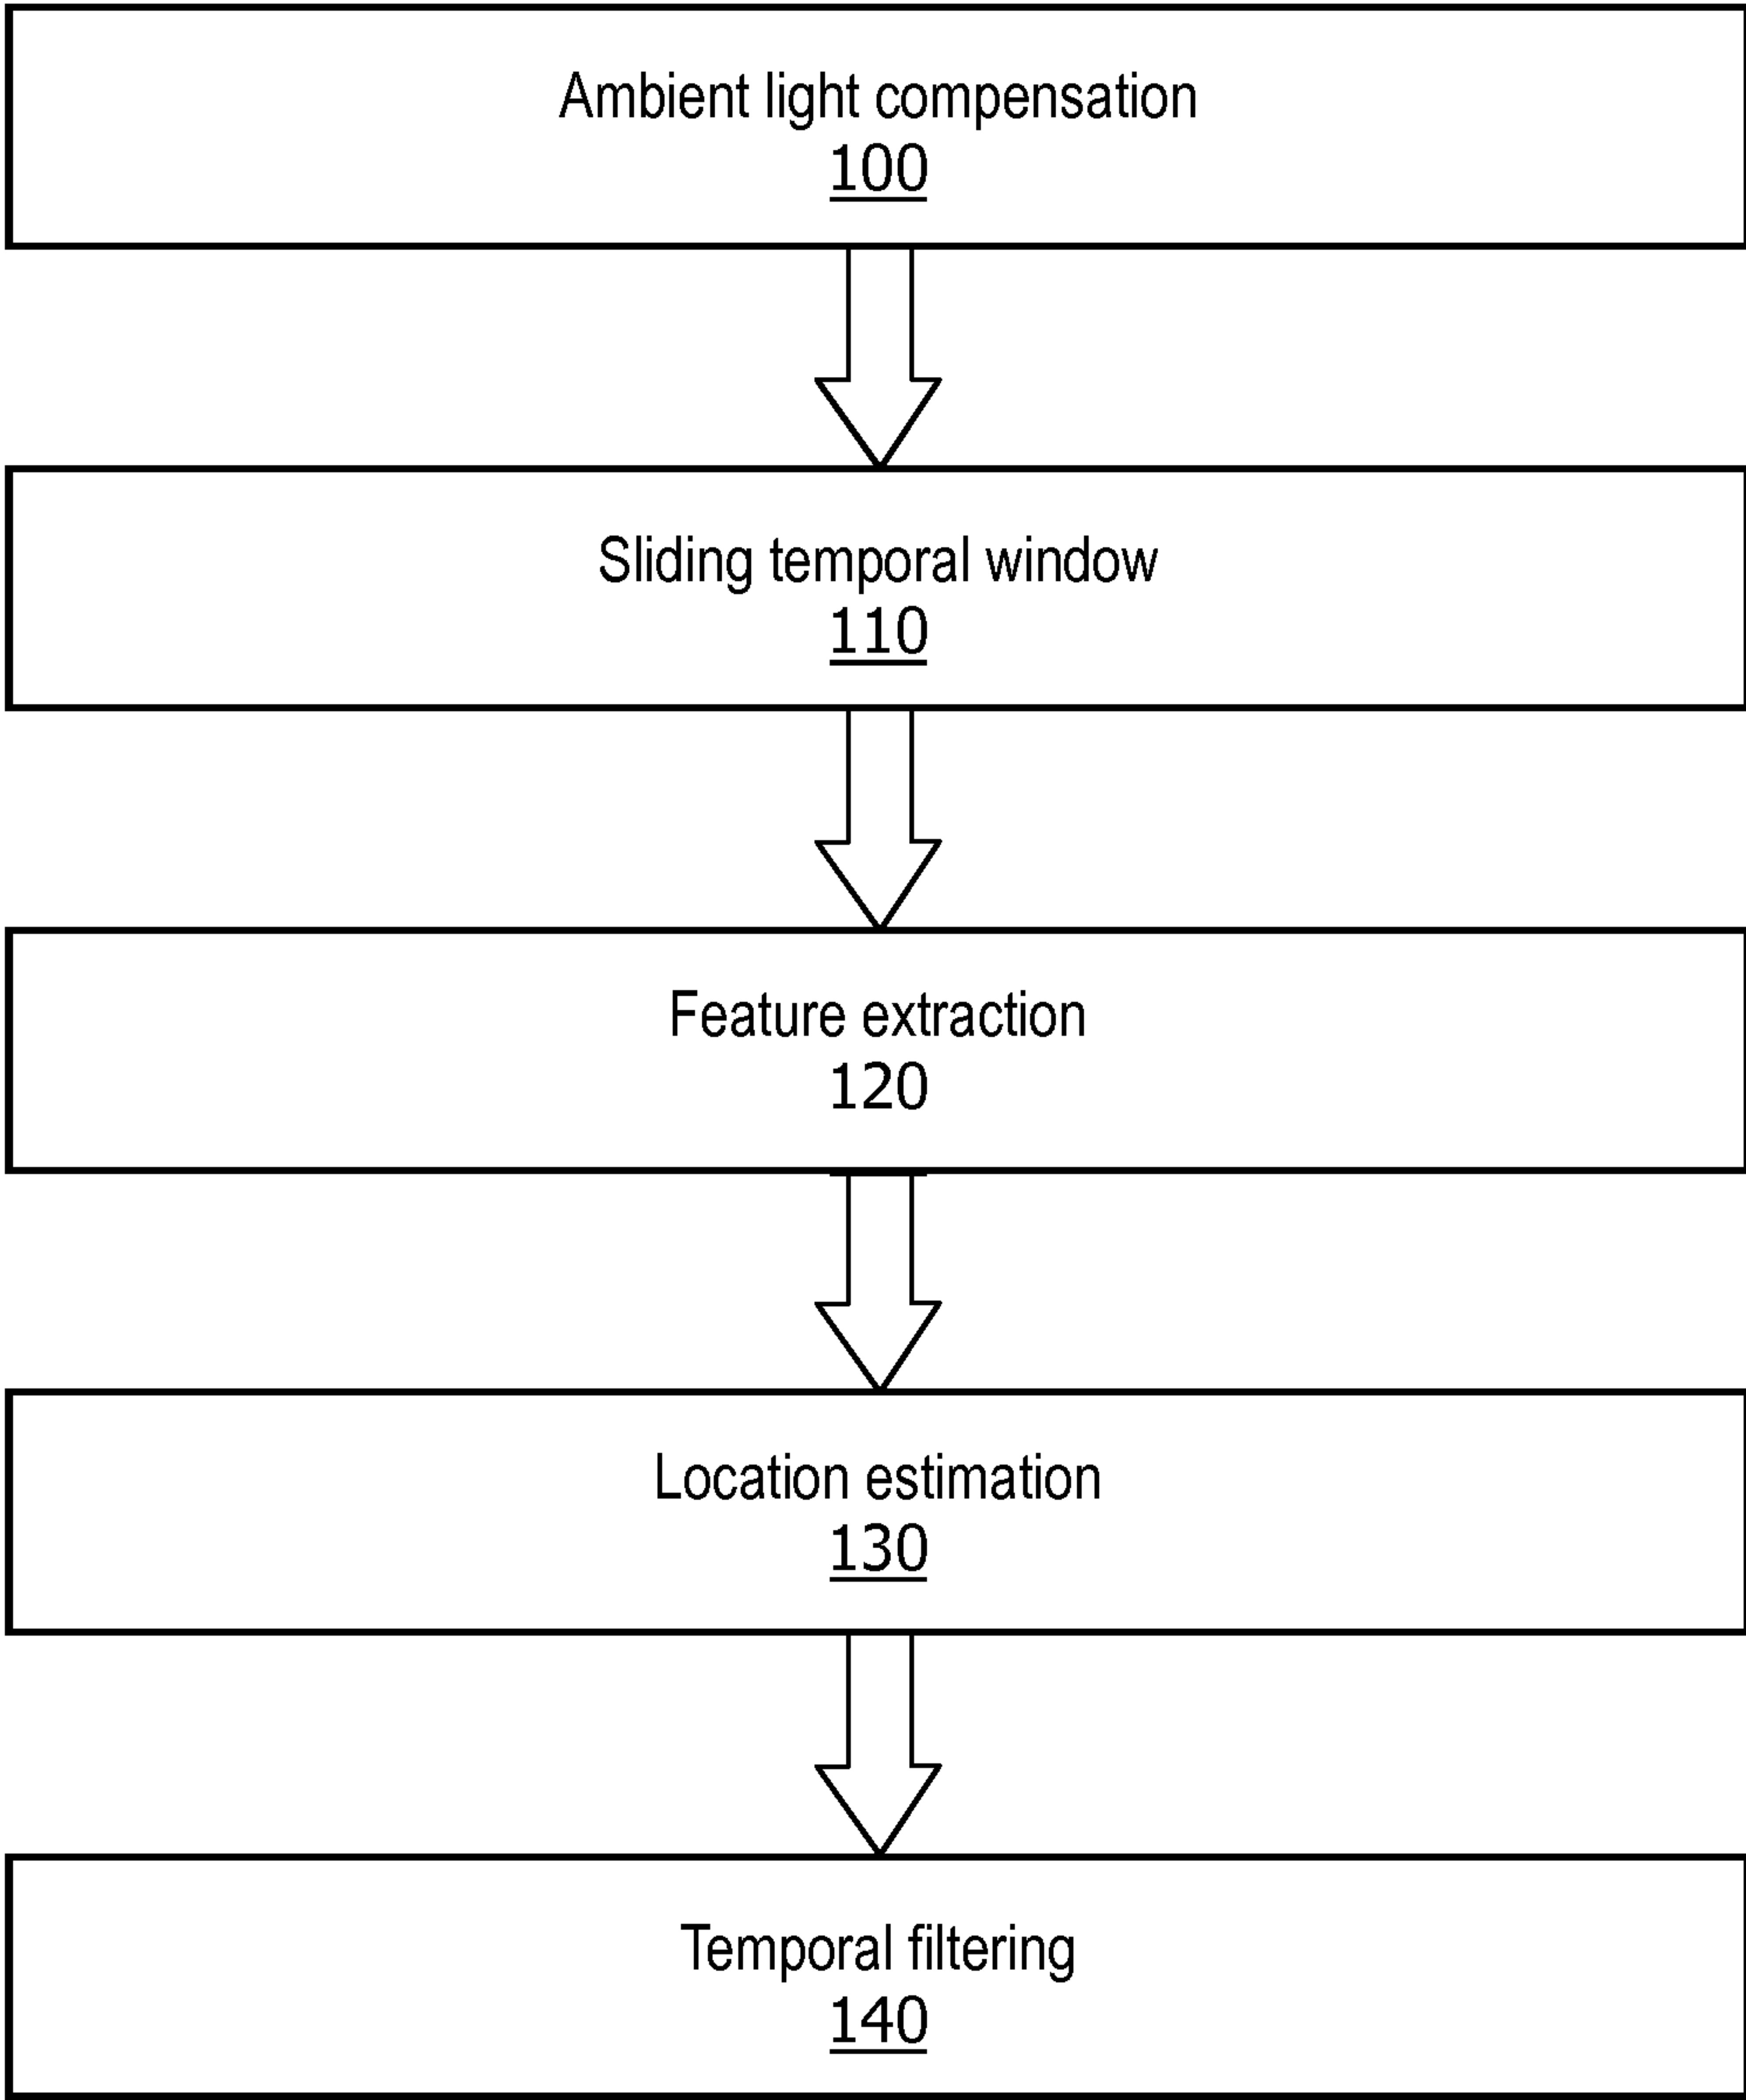 Ambient light compensation
100
Sliding temporal window
110
Feature extraction
120
Location estimation
130
Temporal filtering
140